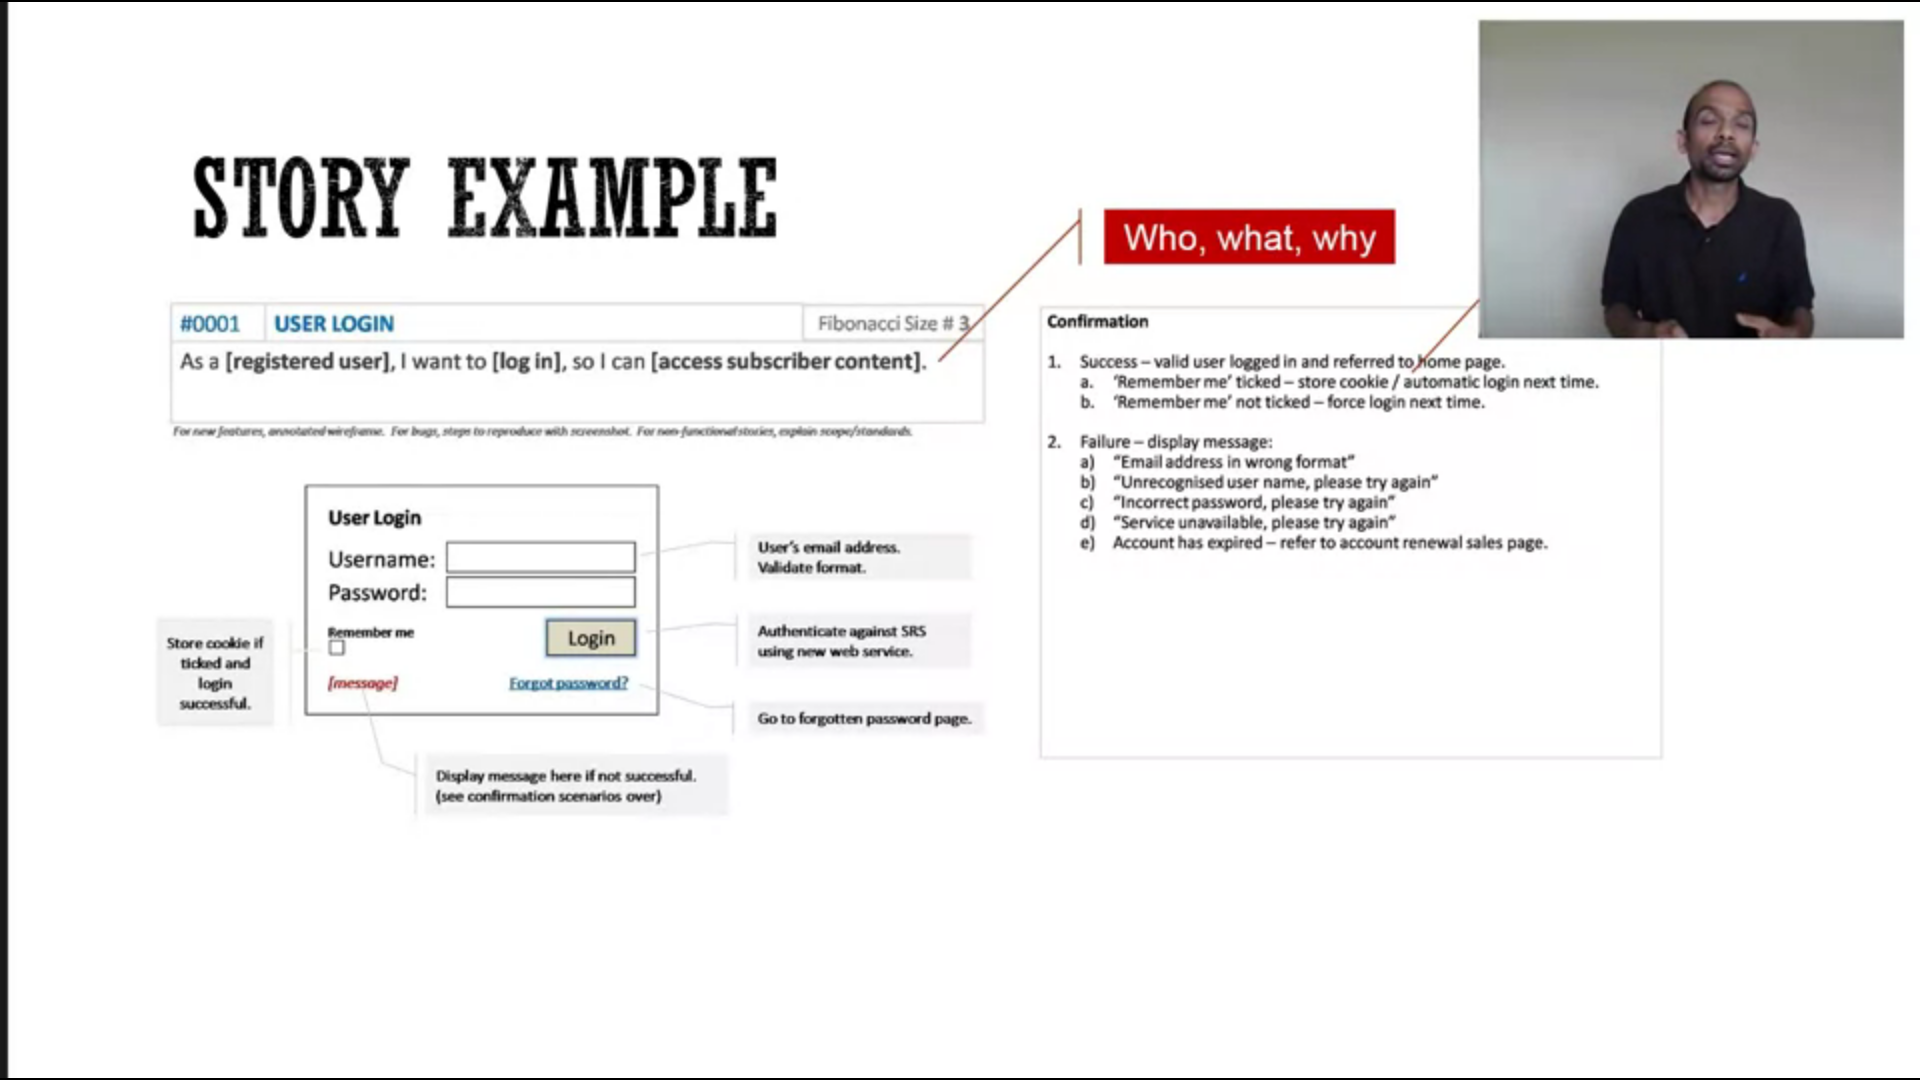 STORY EXAMPLE
Who, what, why
#0001 USER LOGIN Fibonacci Size # 3
As a [registered user], I want to [log in], so I can [access subscriber content].
For new features, annotated wireframe. For bugs, steps to reproduce with screenshot. For non-functional stories, explain scope/standards.
User Login
Username:
Password:
Remember me
Login
[message]
Forgot password?
Store cookie if
ticked and
login
successful.
User's email address.
Validate format.
Authenticate against SRS
using new web service.
Go to forgotten password page.
Display message here if not successful.
(see confirmation scenarios over)
Confirmation
1. Success – valid user logged in and referred to home page.
a. 'Remember me' ticked – store cookie / automatic login next time.
b. 'Remember me' not ticked – force login next time.
2. Failure – display message:
a) “Email address in wrong format”
b) “Unrecognised user name, please try again”
c) “Incorrect password, please try again”
d) “Service unavailable, please try again”
e) Account has expired – refer to account renewal sales page.